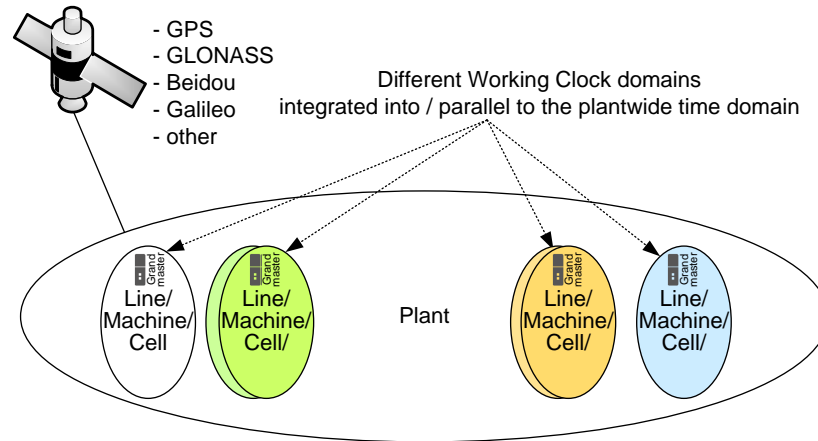 - GPS
- GLONASS
- Beidou
- Galileo
- other
Different Working Clock domains
integrated into / parallel to the plantwide time domain
Grand
master
Line/
Machine/
Cell
Grand
master
Line/
Machine/
Cell/
Plant
Grand
master
Line/
Machine/
Cell/
Grand
master
Line/
Machine/
Cell/